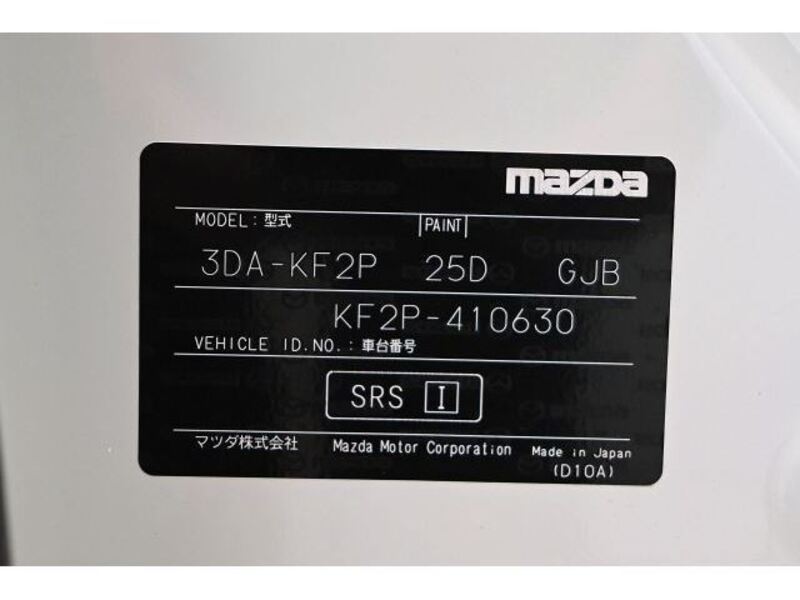 mazda
MODEL: 型式 PAINT
3DA-KF2P 25D GJB
KF2P-410630
VEHICLE ID.NO.: 車台番号
SRS I
マツダ株式会社 Mazda Motor Corporation Made in Japan
(D10A)